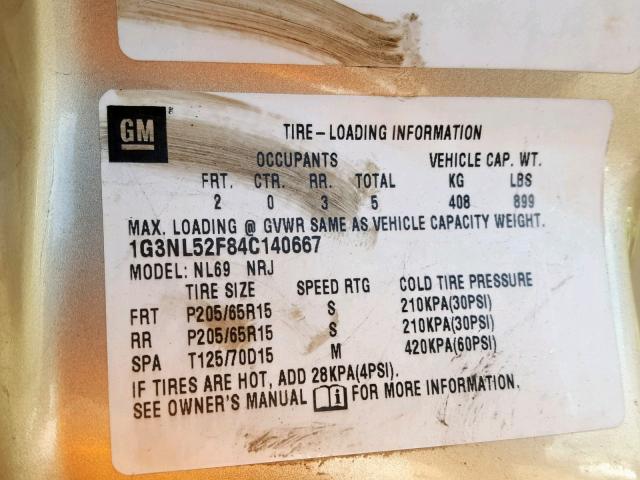 GM
TIRE-LOADING INFORMATION
OCCUPANTS VEHICLE CAP. WT.
FRT. CTR. RR. TOTAL KG LBS
2 0 3 5 408 899
MAX. LOADING @ GVWR SAME AS VEHICLE CAPACITY WEIGHT.
1G3NL52F84C140667
MODEL: NL69 NRJ
TIRE SIZE SPEED RTG COLD TIRE PRESSURE
FRT P205/65R15 S 210KPA(30PSI)
RR P205/65R15 S 210KPA(30PSI)
SPA T125/70D15 M 420KPA(60PSI)
IF TIRES ARE HOT, ADD 28KPA(4PSI).
SEE OWNER'S MANUAL FOR MORE INFORMATION.